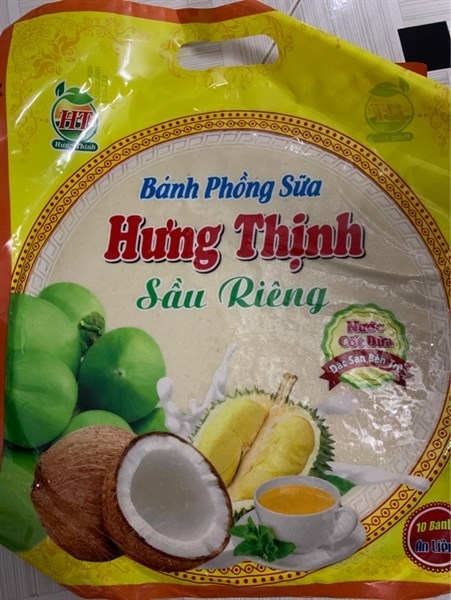 HT
Hưng Thịnh
Bánh Phồng Sữa
Hưng Thịnh
Sầu Riêng
Nước
Cốt Dừa
Đặc Sản Bến Tre
10 Bánh
Ăn Liền